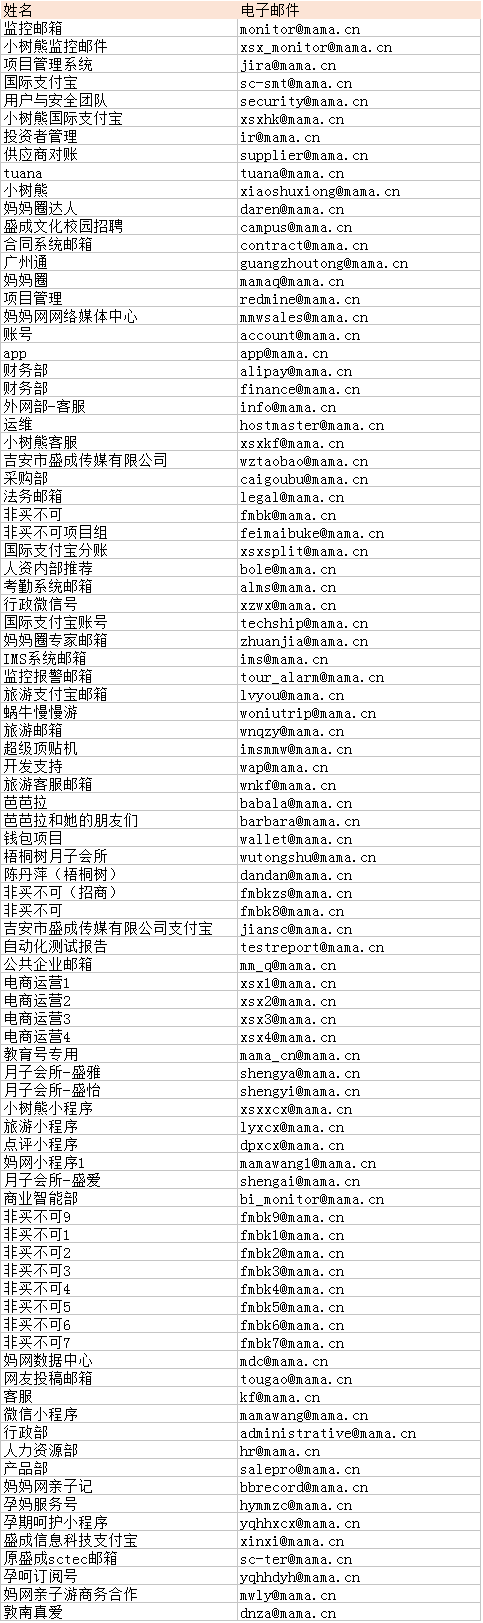 姓名 电子邮件
监控邮箱 monitor@mama.cn
小树熊监控邮件 xsx_monitor@mama.cn
项目管理系统 jira@mama.cn
国际支付宝 sc-smt@mama.cn
用户与安全团队 security@mama.cn
小树熊国际支付宝 xsxhk@mama.cn
投资者管理 ir@mama.cn
供应商对账 supplier@mama.cn
tuana tuana@mama.cn
小树熊 xiaoshuxiong@mama.cn
妈妈圈达人 daren@mama.cn
盛成文化校园招聘 campus@mama.cn
合同系统邮箱 contract@mama.cn
广州通 guangzhoutong@mama.cn
妈妈圈 mamaq@mama.cn
项目管理 redmine@mama.cn
妈妈网网络媒体中心 mmwsales@mama.cn
账号 account@mama.cn
app app@mama.cn
财务部 alipay@mama.cn
财务部 finance@mama.cn
外网部-客服 info@mama.cn
运维 hostmaster@mama.cn
小树熊客服 xsxkf@mama.cn
吉安市盛成传媒有限公司 wztaobao@mama.cn
采购部 caigoubu@mama.cn
法务邮箱 legal@mama.cn
非买不可 fmbk@mama.cn
非买不可项目组 feimaibuke@mama.cn
国际支付宝分账 xsxsplit@mama.cn
人资内部推荐 bole@mama.cn
考勤系统邮箱 alms@mama.cn
行政微信号 xzwx@mama.cn
国际支付宝账号 techship@mama.cn
妈妈圈专家邮箱 zhuanjia@mama.cn
IMS系统邮箱 ims@mama.cn
监控报警邮箱 tour_alarm@mama.cn
旅游支付宝邮箱 lvyou@mama.cn
蜗牛慢慢游 woniutrip@mama.cn
旅游邮箱 wnqzy@mama.cn
超级顶贴机 imsmmw@mama.cn
开发支持 wap@mama.cn
旅游客服邮箱 wnkf@mama.cn
芭芭拉 babala@mama.cn
芭芭拉和她的朋友们 barbara@mama.cn
钱包项目 wallet@mama.cn
梧桐树月子会所 wutongshu@mama.cn
陈丹萍（梧桐树） dandan@mama.cn
非买不可（招商） fmbkzs@mama.cn
非买不可 fmbk8@mama.cn
吉安市盛成传媒有限公司支付宝 jiansc@mama.cn
自动化测试报告 testreport@mama.cn
公共企业邮箱 mm_q@mama.cn
电商运营1 xsx1@mama.cn
电商运营2 xsx2@mama.cn
电商运营3 xsx3@mama.cn
电商运营4 xsx4@mama.cn
教育号专用 mama_cn@mama.cn
月子会所-盛雅 shengya@mama.cn
月子会所-盛怡 shengyi@mama.cn
小树熊小程序 xsxxcx@mama.cn
旅游小程序 lyxcx@mama.cn
点评小程序 dpxcx@mama.cn
妈网小程序1 mamawang1@mama.cn
月子会所-盛爱 shengai@mama.cn
商业智能部 bi_monitor@mama.cn
非买不可9 fmbk9@mama.cn
非买不可1 fmbk1@mama.cn
非买不可2 fmbk2@mama.cn
非买不可3 fmbk3@mama.cn
非买不可4 fmbk4@mama.cn
非买不可5 fmbk5@mama.cn
非买不可6 fmbk6@mama.cn
非买不可7 fmbk7@mama.cn
妈网数据中心 mdc@mama.cn
网友投稿邮箱 tougao@mama.cn
客服 kf@mama.cn
微信小程序 mamawang@mama.cn
行政部 administrative@mama.cn
人力资源部 hr@mama.cn
产品部 salepro@mama.cn
妈妈网亲子记 bbrecord@mama.cn
孕妈服务号 hymmzc@mama.cn
孕期呵护小程序 yqhhxcx@mama.cn
盛成信息科技支付宝 xinxi@mama.cn
原盛成sctec邮箱 sc-ter@mama.cn
孕呵订阅号 yqhhdyh@mama.cn
妈网亲子游商务合作 mwly@mama.cn
敦南真爱 dnza@mama.cn